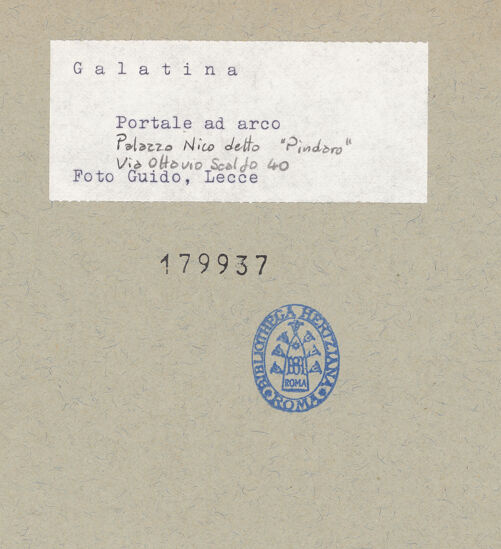 Galatina
Portale ad arco
Palazzo Nico detto "Pindaro"
Via Ottavio Scalfo 40
Foto Guido, Lecce
179937
BIBLIOTHECA HERTZIANA
ROMA
ROMA